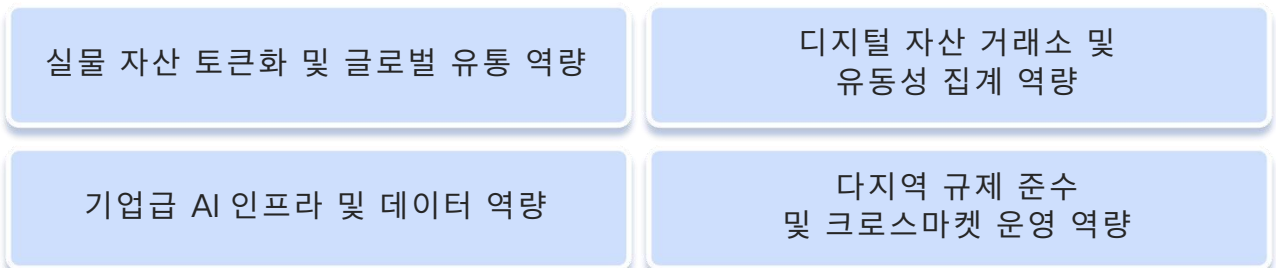 실물 자산 토큰화 및 글로벌 유통 역량
디지털 자산 거래소 및
유동성 집계 역량
기업급 AI 인프라 및 데이터 역량
다지역 규제 준수
및 크로스마켓 운영 역량